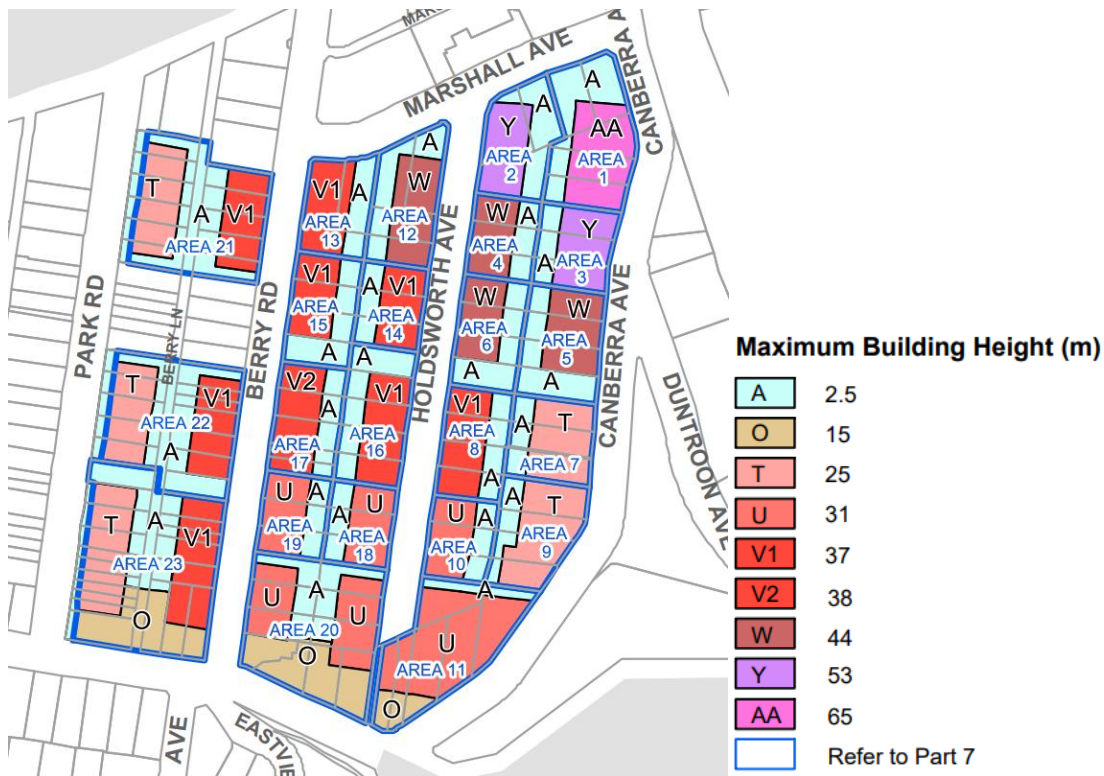 MARS
MARSHALL AVE
CANBERRA A
A
A
Y
AREA
2
AA
AREA
1
A
W
AREA
12
V1
AREA
13
A
T
A
V1
AREA 21
W
A
AREA
4
Y
A
AREA
3
V1
AREA
15
A
V1
AREA
14
W
AREA
6
W
AREA
5
A
A
A
PARK RD
BERRY LN
BERRY RD
HOLDSWORTH AVE
CANBERRA AVE
DUNTROON AVE
T
V1
AREA 22
A
V2
A
AREA
17
V1
AREA
16
V1
AREA
8
A
T
AREA 7
A
A
T
A
V1
AREA 23
O
U
A
AREA
19
A
U
AREA
18
U
A
AREA
10
T
AREA
9
A
U
A
U
AREA 20
O
U
AREA 11
O
AVE
EASTVIE
Maximum Building Height (m)
A 2.5
O 15
T 25
U 31
V1 37
V2 38
W 44
Y 53
AA 65
Refer to Part 7